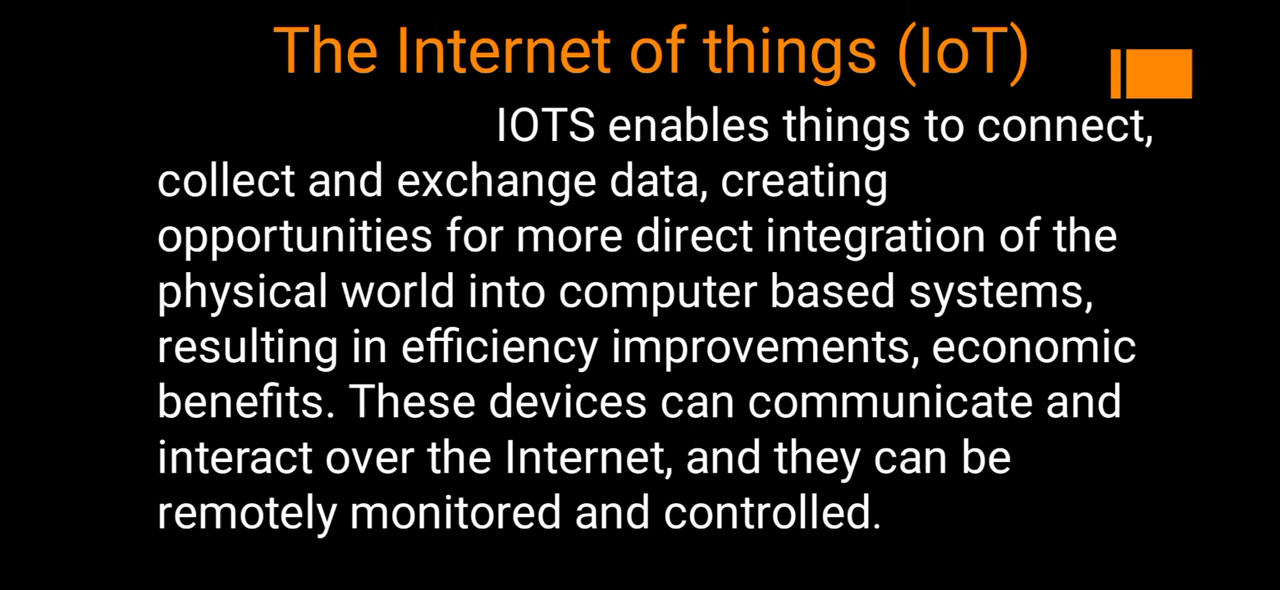 The Internet of things (IoT)
IOTS enables things to connect,
collect and exchange data, creating
opportunities for more direct integration of the
physical world into computer based systems,
resulting in efficiency improvements, economic
benefits. These devices can communicate and
interact over the Internet, and they can be
remotely monitored and controlled.